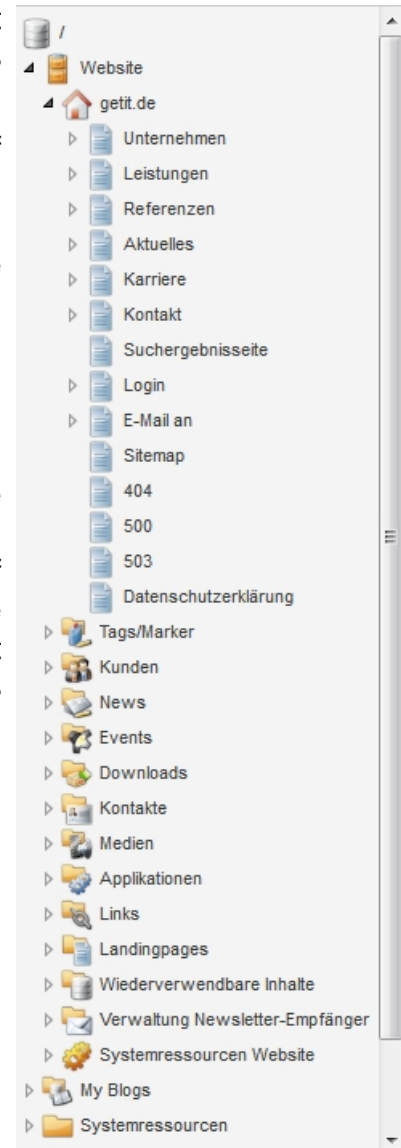 /
Website
getit.de
Unternehmen
Leistungen
Referenzen
Aktuelles
Karriere
Kontakt
Suchergebnisseite
Login
E-Mail an
Sitemap
404
500
503
Datenschutzerklärung
Tags/Marker
Kunden
News
Events
Downloads
Kontakte
Medien
Applikationen
Links
Landingpages
Wiederverwendbare Inhalte
Verwaltung Newsletter-Empfänger
Systemressourcen Website
My Blogs
Systemressourcen